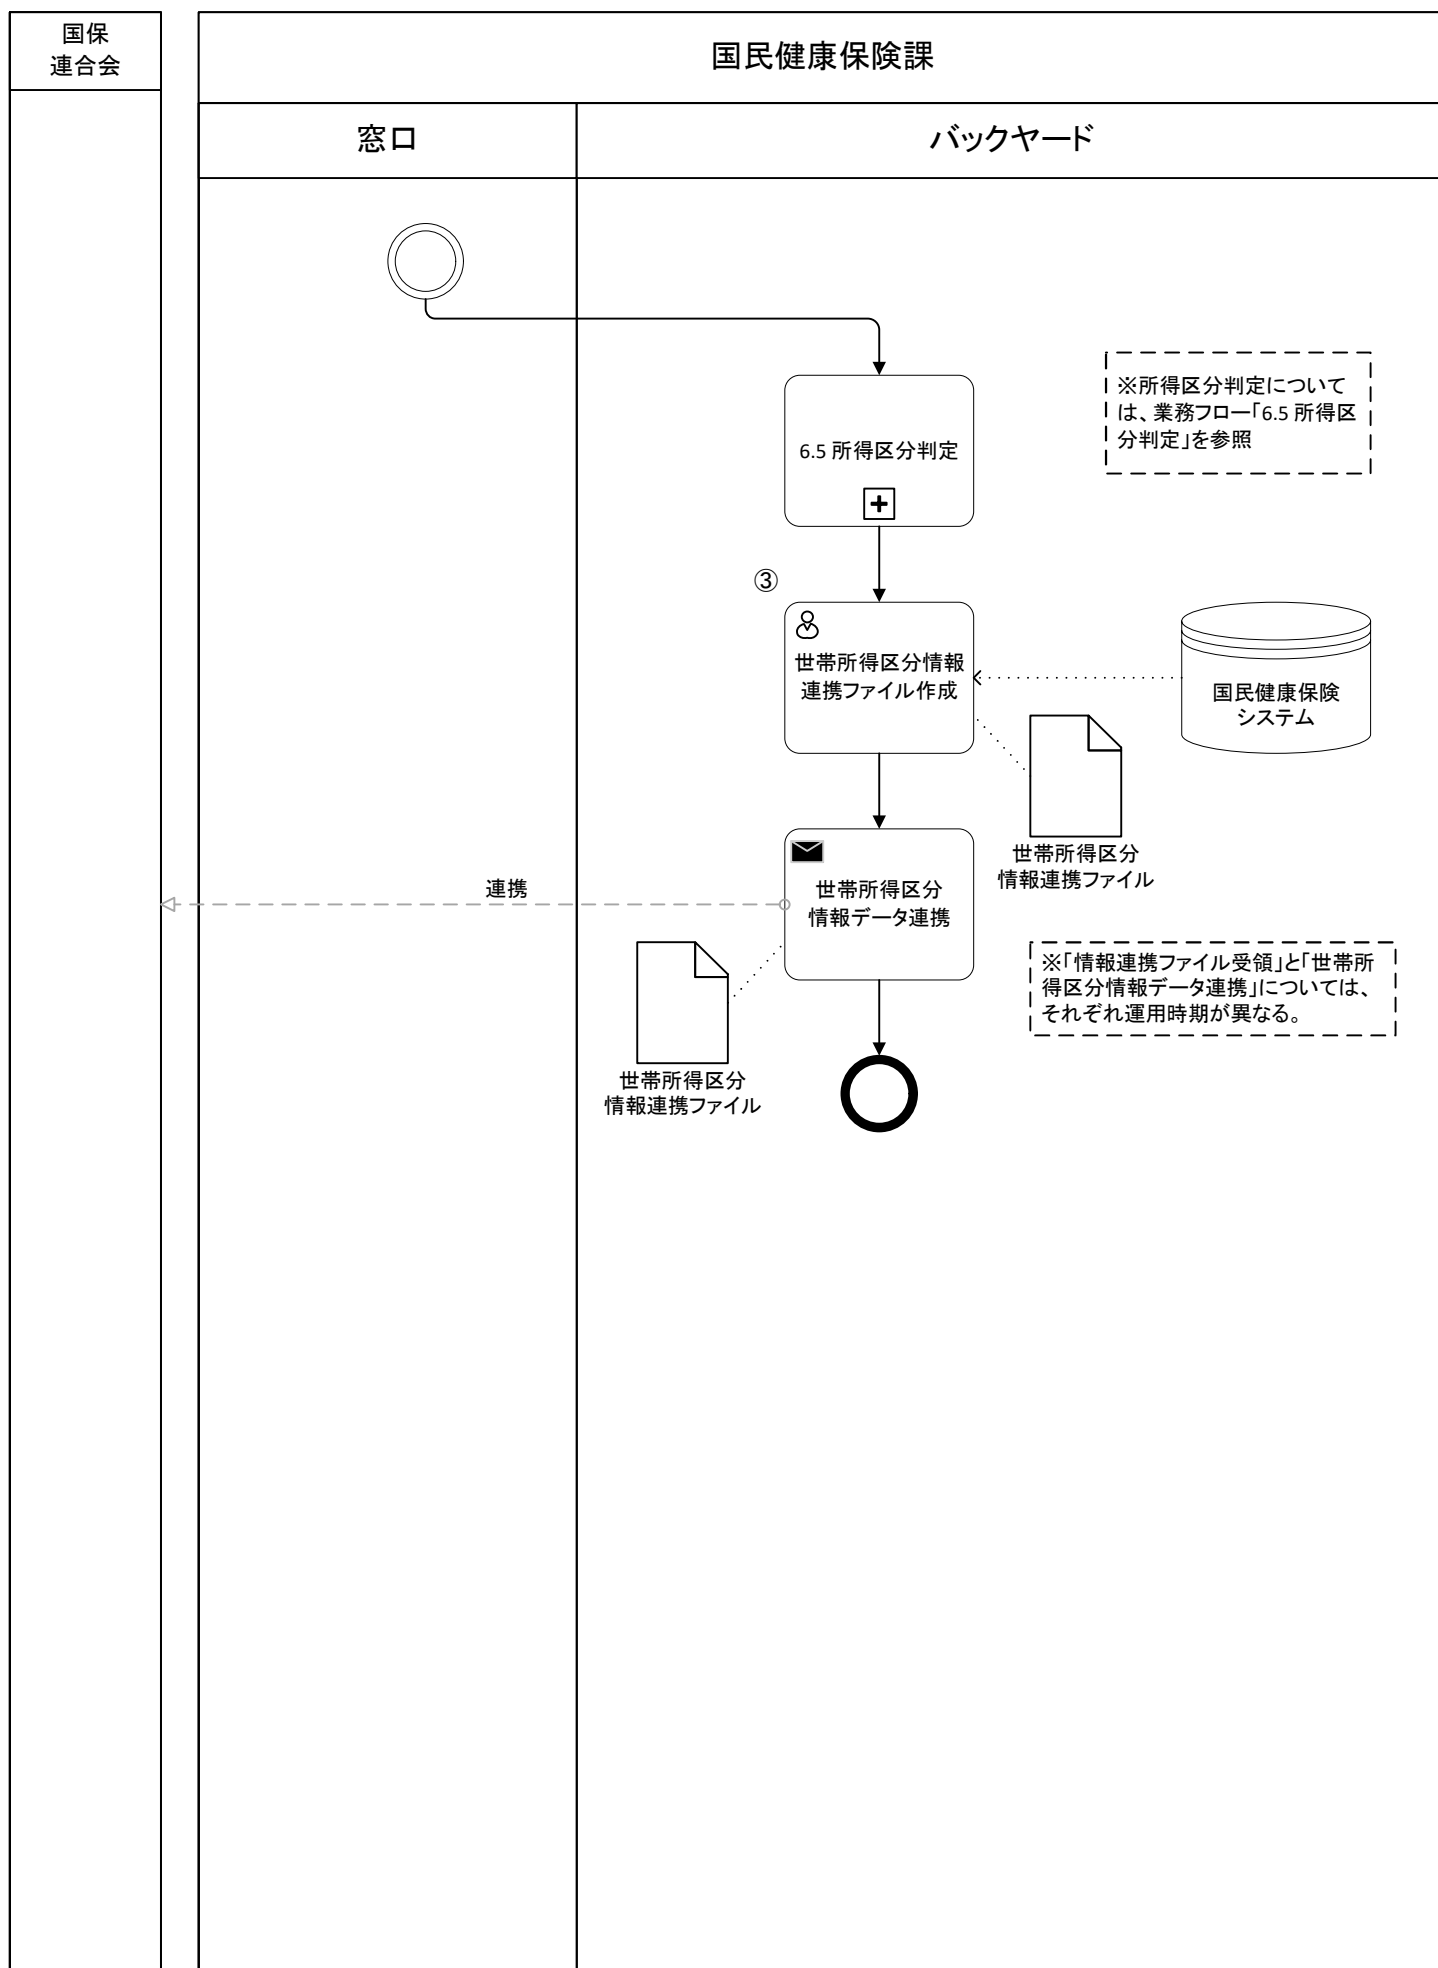 国保
連合会
国民健康保険課
窓口
バックヤード
※所得区分判定について
は、業務フロー「6.5 所得区
分判定」を参照
6.5 所得区分判定
③
世帯所得区分情報
連携ファイル作成
国民健康保険
システム
世帯所得区分
情報連携ファイル
連携
世帯所得区分
情報データ連携
※「情報連携ファイル受領」と「世帯所
得区分情報データ連携」については、
それぞれ運用時期が異なる。
世帯所得区分
情報連携ファイル